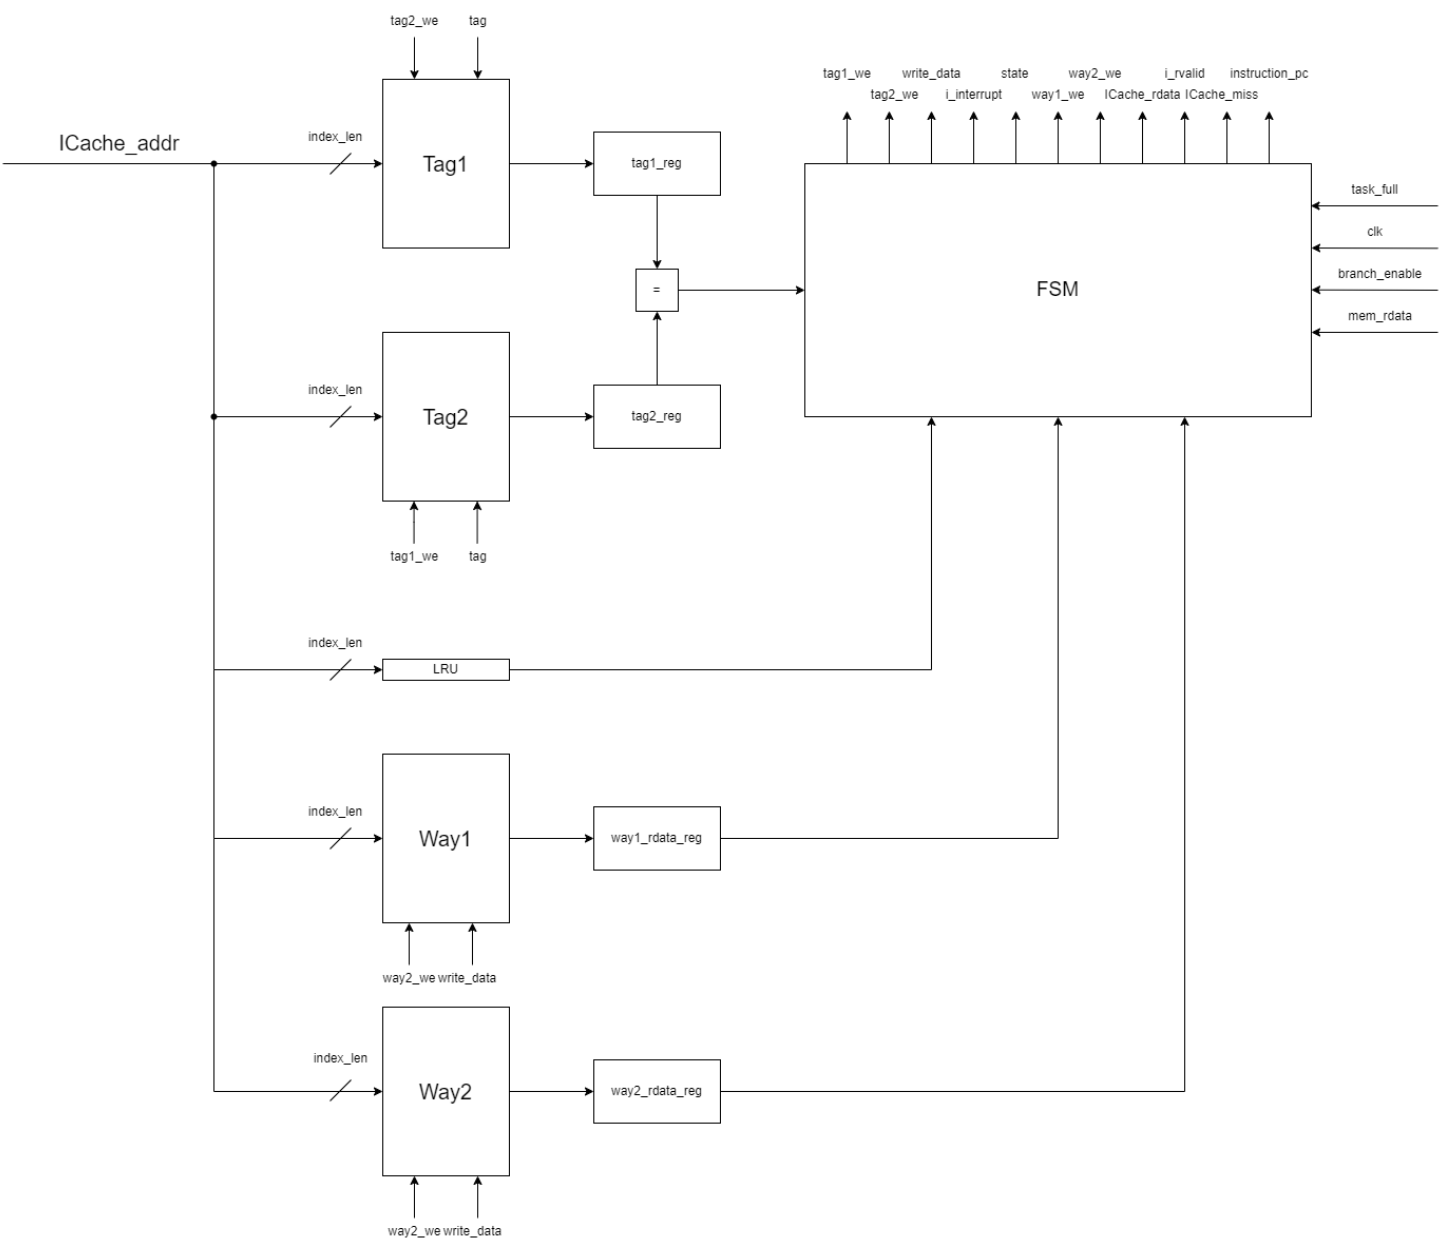 tag2_we tag
tag1_we write_data state way2_we i_rvalid instruction_pc
tag2_we i_interrupt way1_we ICache_rdata ICache_miss
ICache_addr
index_len
Tag1
tag1_reg
task_full
clk
branch_enable
mem_rdata
=
FSM
index_len
Tag2
tag2_reg
tag1_we tag
index_len
LRU
index_len
Way1
way1_rdata_reg
way2_we write_data
index_len
Way2
way2_rdata_reg
way2_we write_data